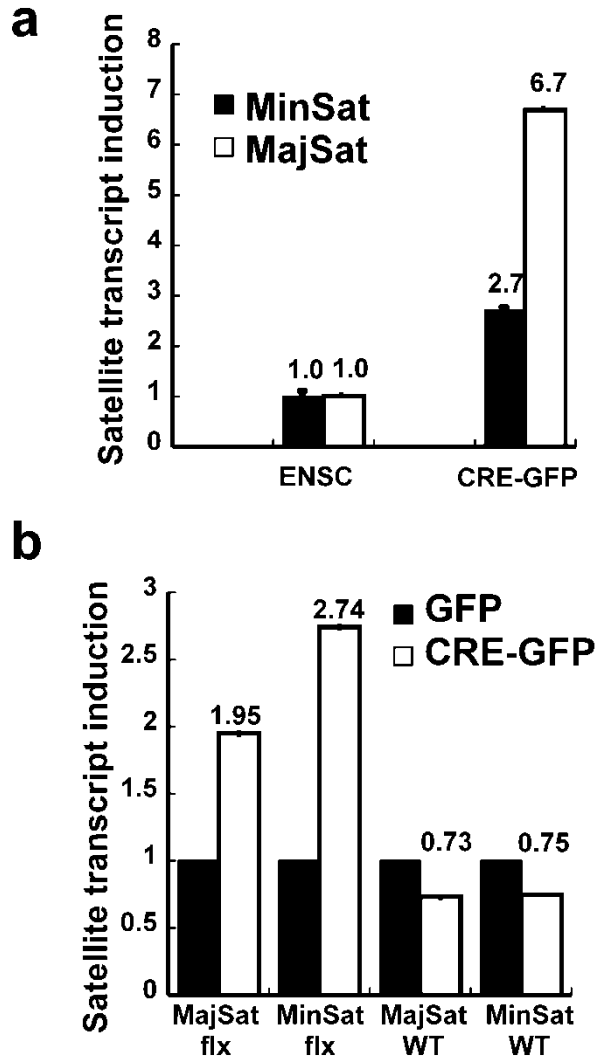 a
Satellite transcript induction
8
7
6
5
4
3
2
1
0
MinSat
MajSat
1.0 1.0
2.7
6.7
ENSC CRE-GFP
b
Satellite transcript induction
3
2.5
2
1.5
1
0.5
0
GFP
CRE-GFP
1.95
2.74
0.73
0.75
MajSat MinSat MajSat MinSat
flx flx WT WT